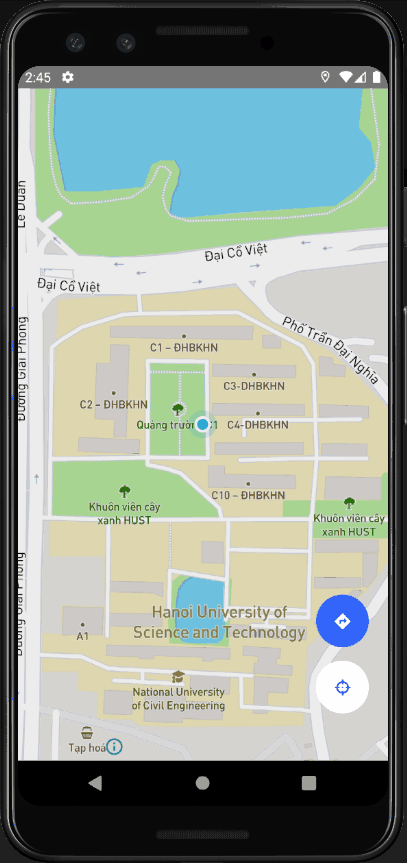 2:45
Lê Duẩn
Đại Cồ Việt
Đại Cồ Việt
Phố Trần Đại Nghĩa
Đường Giải Phóng
C1 – ĐHBKHN
C3-ĐHBKHN
C2 – ĐHBKHN
Quảng trườn
C1
C4-ĐHBKHN
C10 – ĐHBKHN
Khuôn viên cây
xanh HUST
Khuôn viên cây
xanh HUST
Đường Giải Phóng
Hanoi University of
Science and Technology
A1
National University
of Civil Engineering
Tạp hoá